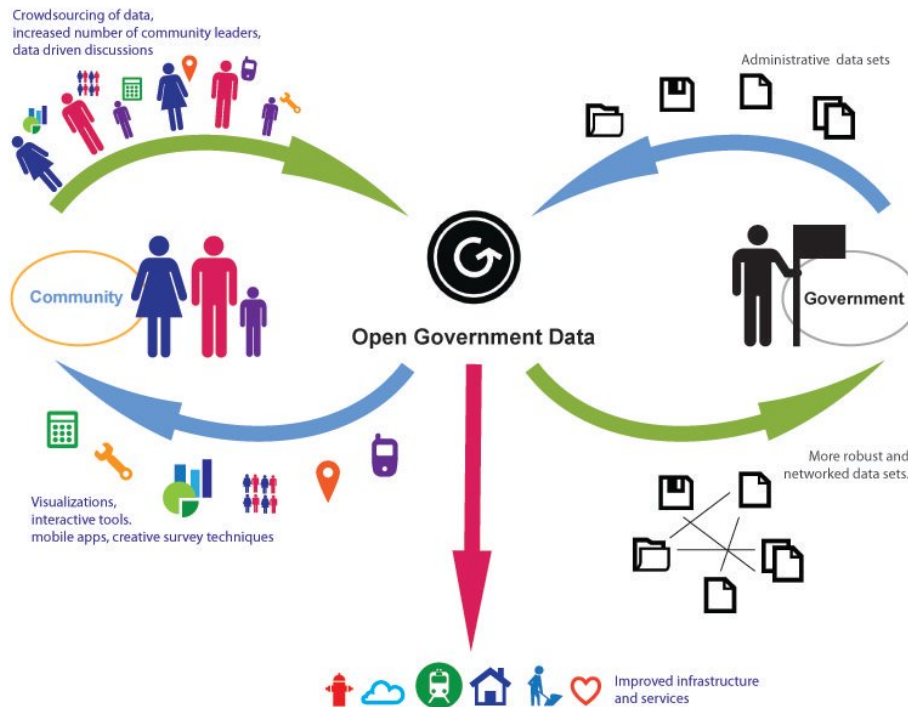 Crowdsourcing of data,
increased number of community leaders,
data driven discussions
Administrative data sets
Community
Government
Open Government Data
More robust and
networked data sets.
Visualizations,
interactive tools.
mobile apps, creative survey techniques
Improved infrastructure
and services